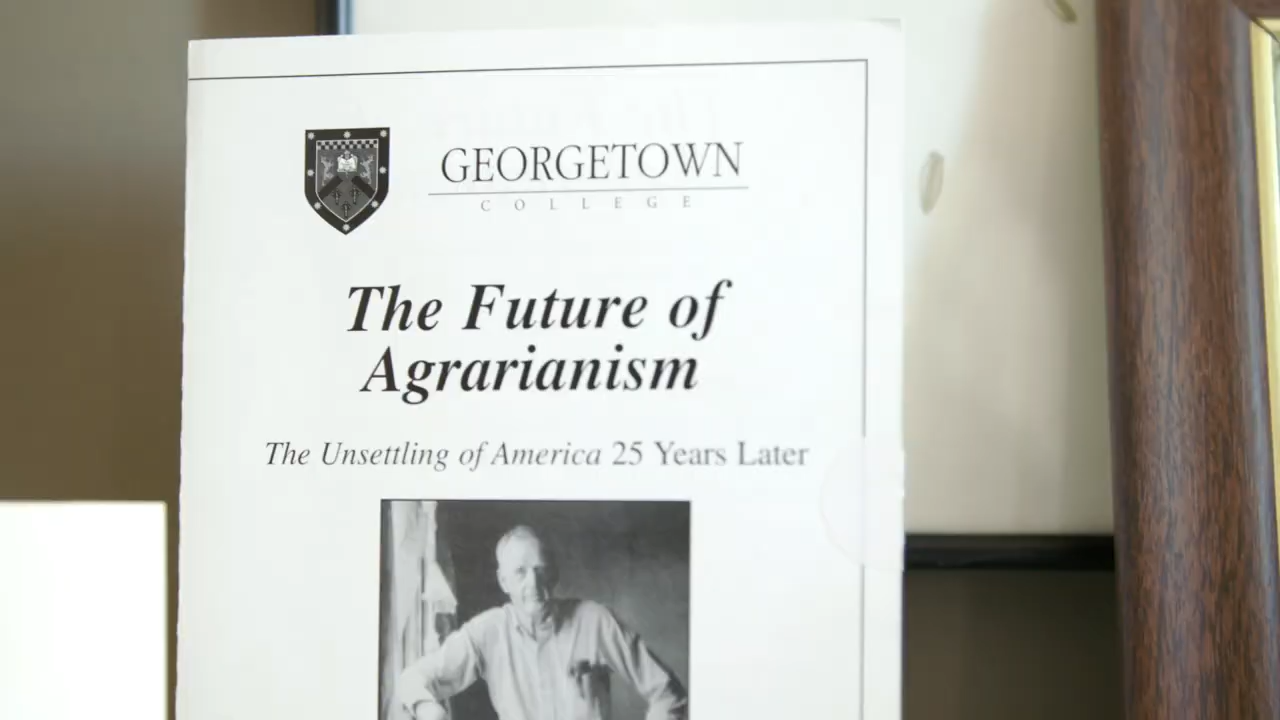 GEORGETOWN
COLLEGE
The Future of
Agrarianism
The Unsettling of America 25 Years Later